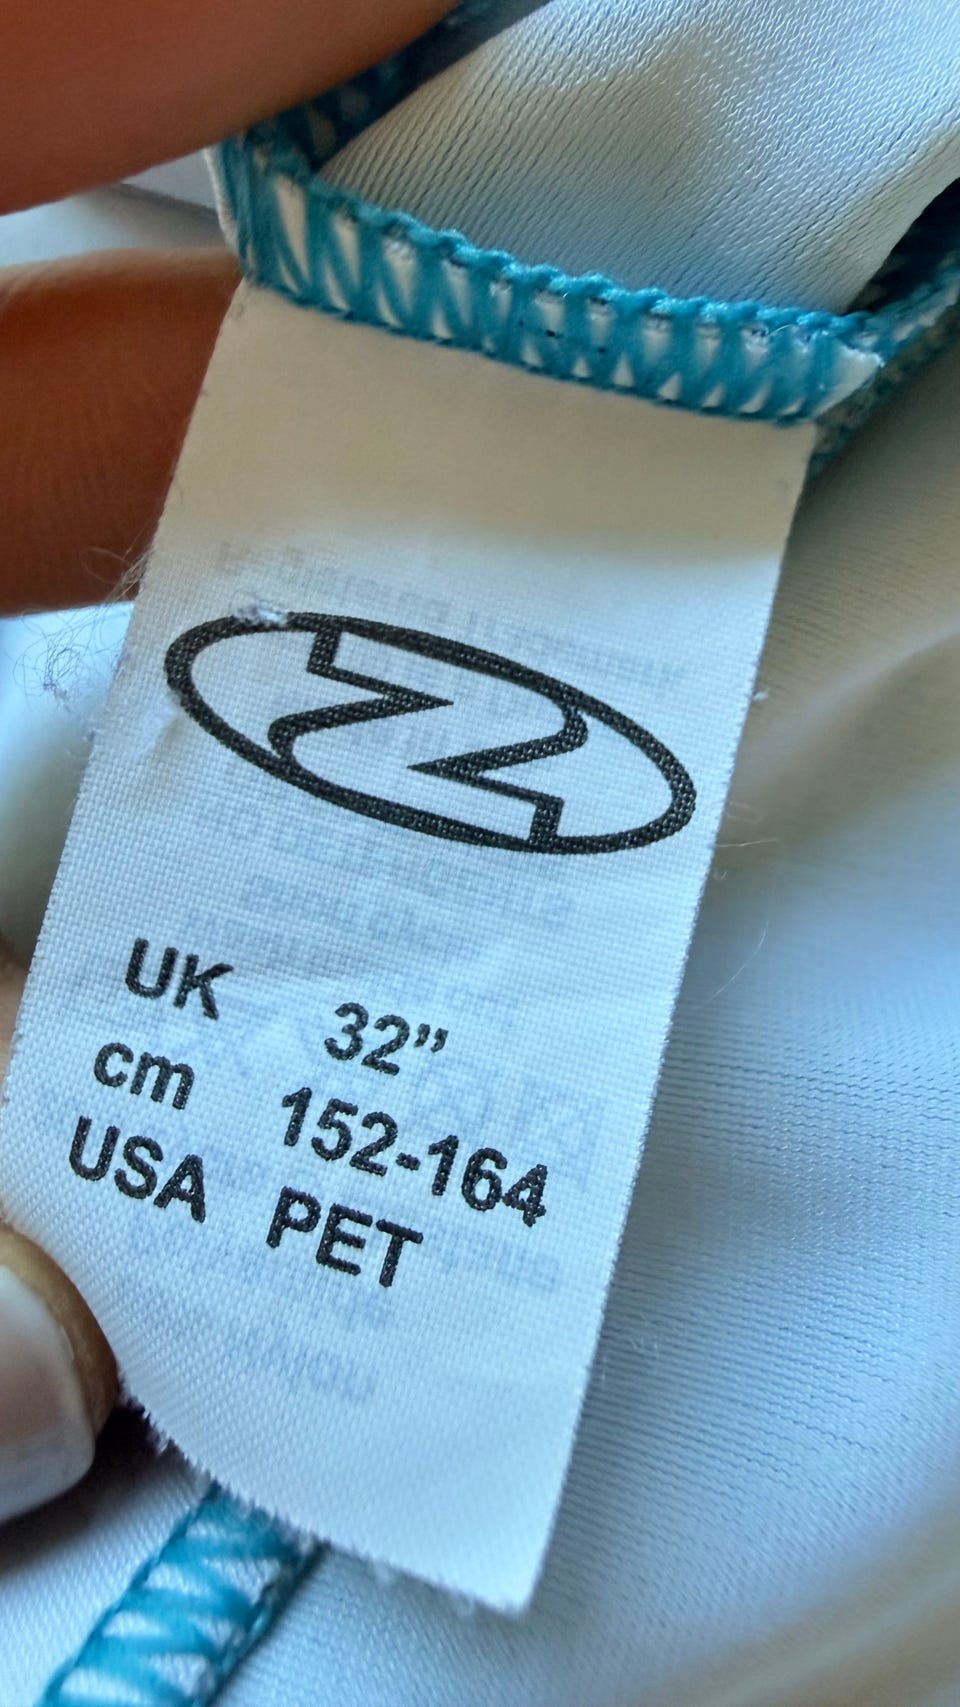 UK 32”
cm 152-164
USA PET